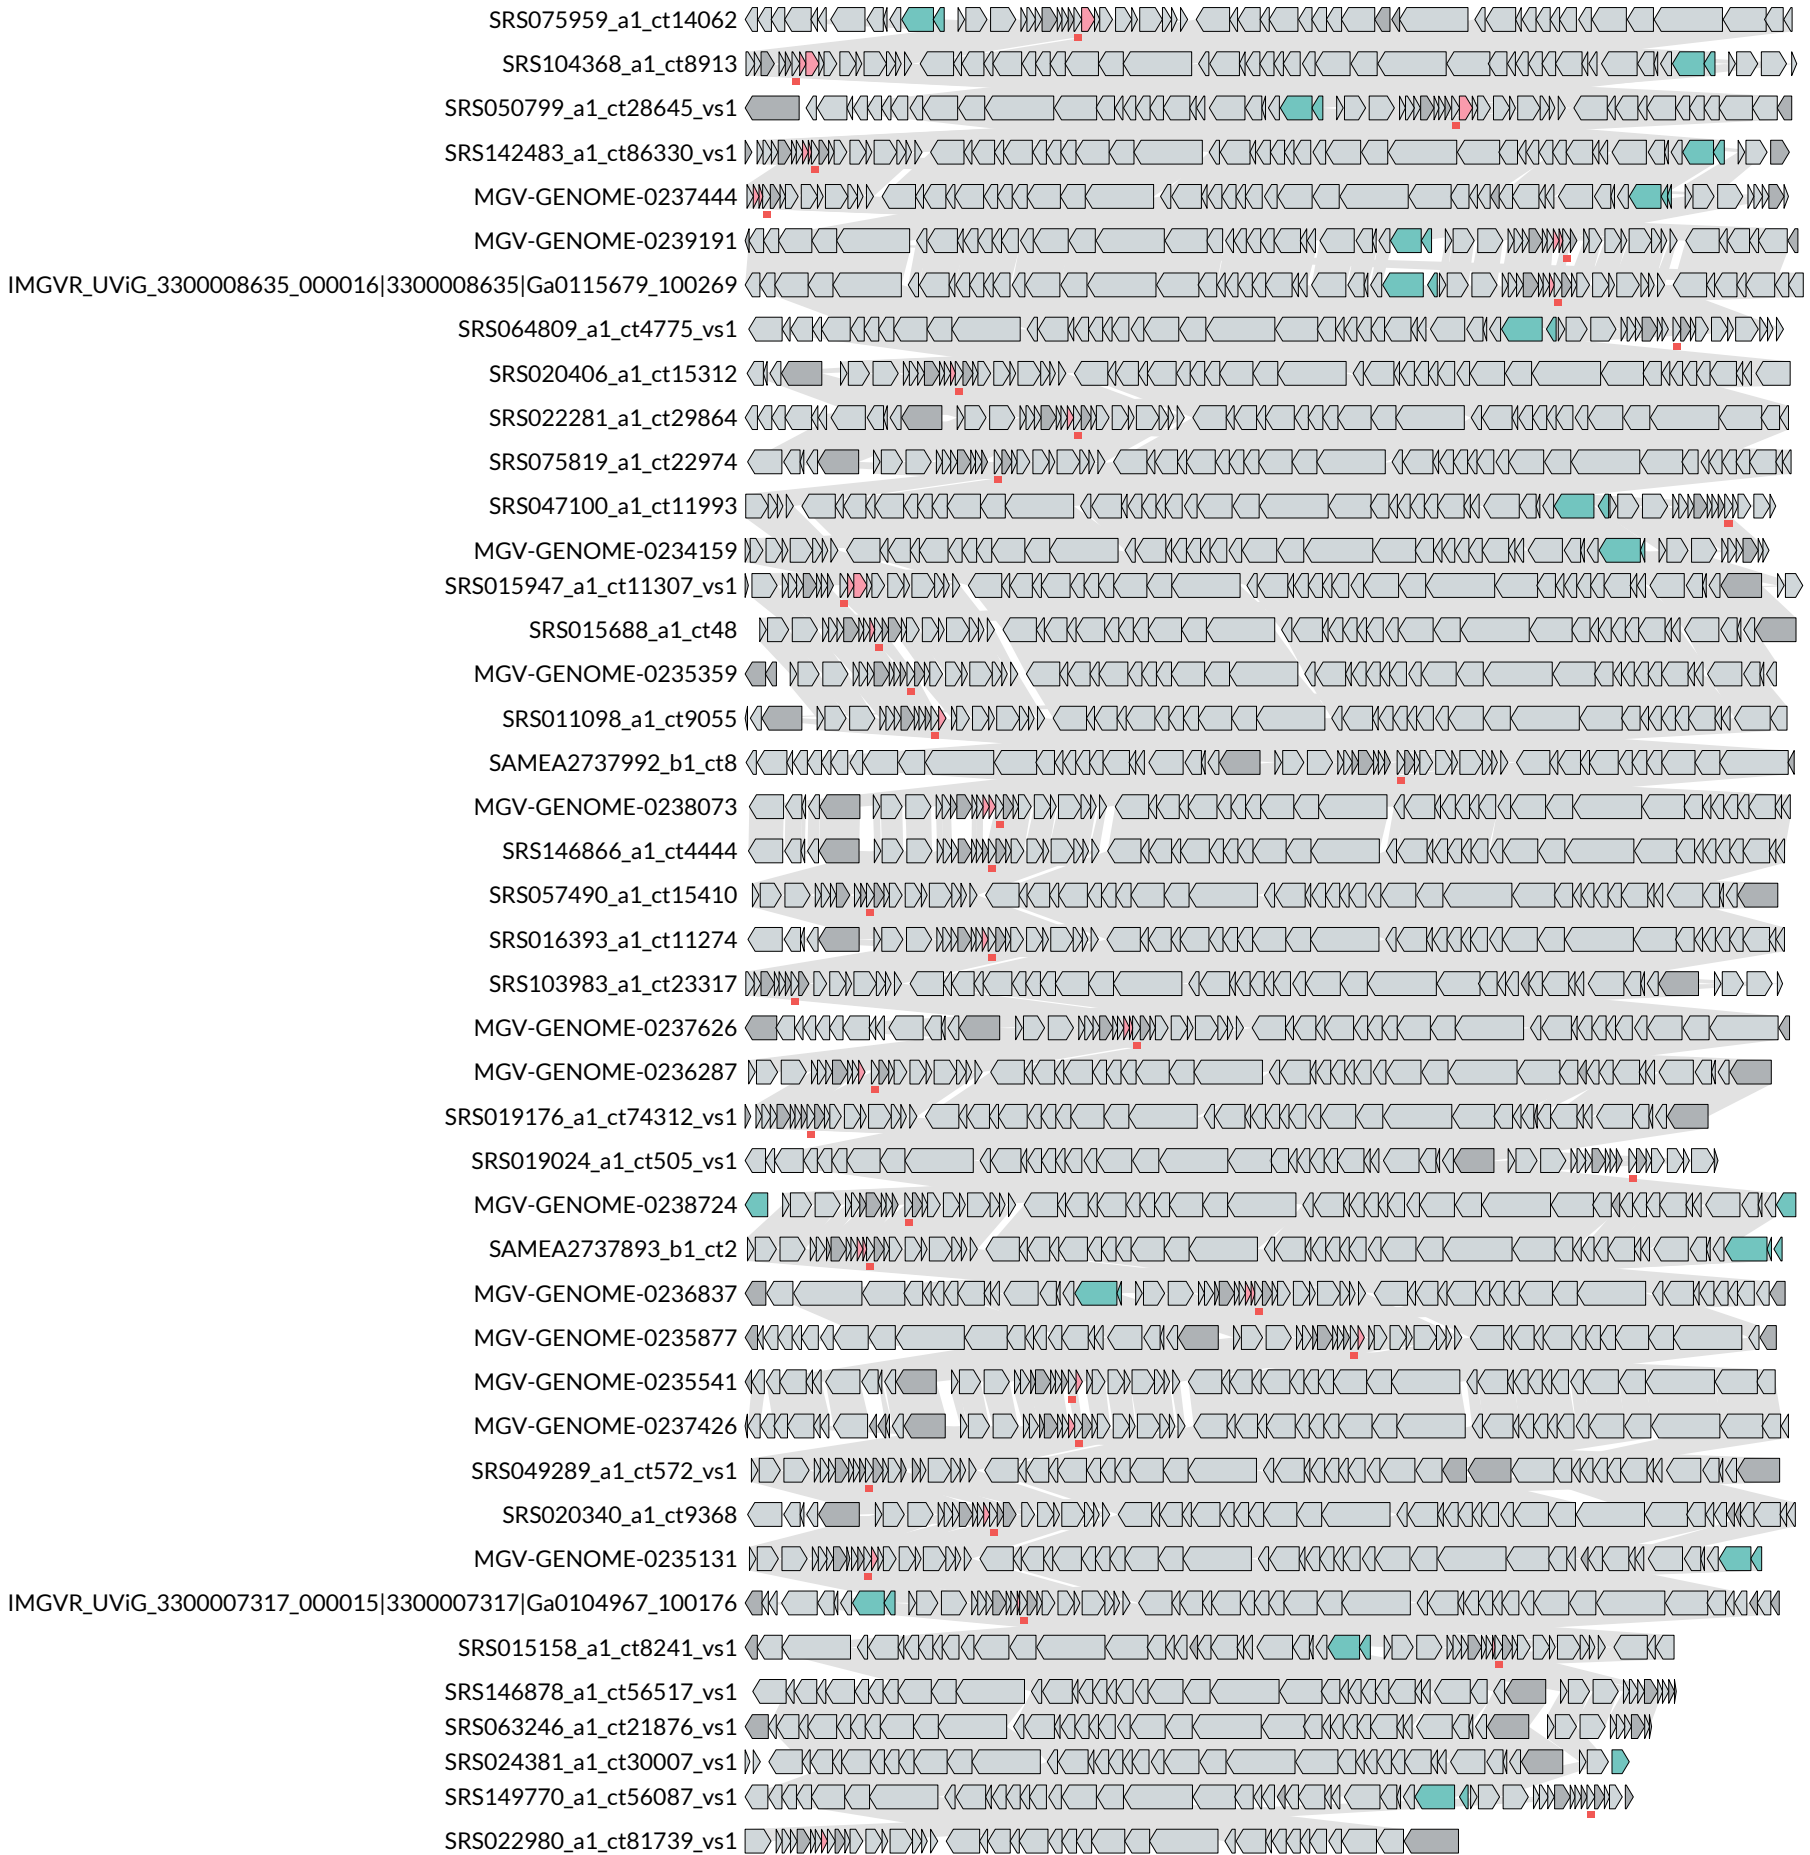 SRS075959_a1_ct14062
SRS104368_a1_ct8913
SRS050799_a1_ct28645_vs1
SRS142483_a1_ct86330_vs1
MGV-GENOME-0237444
MGV-GENOME-0239191
IMGVR_UViG_3300008635_000016|3300008635|Ga0115679_100269
SRS064809_a1_ct4775_vs1
SRS020406_a1_ct15312
SRS022281_a1_ct29864
SRS075819_a1_ct22974
SRS047100_a1_ct11993
MGV-GENOME-0234159
SRS015947_a1_ct11307_vs1
SRS015688_a1_ct48
MGV-GENOME-0235359
SRS011098_a1_ct9055
SAMEA2737992_b1_ct8
MGV-GENOME-0238073
SRS146866_a1_ct4444
SRS057490_a1_ct15410
SRS016393_a1_ct11274
SRS103983_a1_ct23317
MGV-GENOME-0237626
MGV-GENOME-0236287
SRS019176_a1_ct74312_vs1
SRS019024_a1_ct505_vs1
MGV-GENOME-0238724
SAMEA2737893_b1_ct2
MGV-GENOME-0236837
MGV-GENOME-0235877
MGV-GENOME-0235541
MGV-GENOME-0237426
SRS049289_a1_ct572_vs1
SRS020340_a1_ct9368
MGV-GENOME-0235131
IMGVR_UViG_3300007317_000015|3300007317|Ga0104967_100176
SRS015158_a1_ct8241_vs1
SRS146878_a1_ct56517_vs1
SRS063246_a1_ct21876_vs1
SRS024381_a1_ct30007_vs1
SRS149770_a1_ct56087_vs1
SRS022980_a1_ct81739_vs1